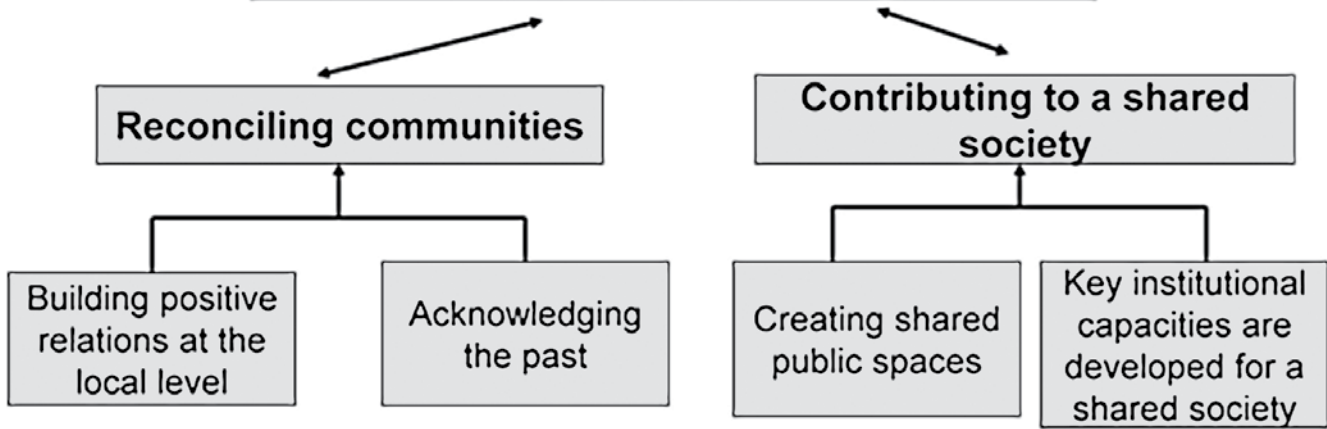 Reconciling communities
Contributing to a shared
society
Building positive
relations at the
local level
Acknowledging
the past
Creating shared
public spaces
Key institutional
capacities are
developed for a
shared society